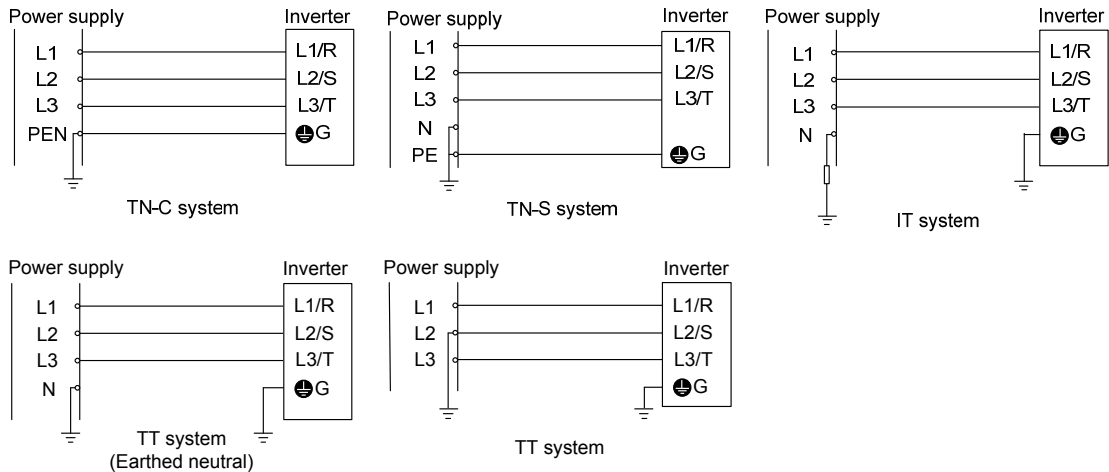 Power supply
Inverter
L1
L1/R
L2
L2/S
L3
L3/T
PEN
G
TN-C system
Power supply
Inverter
L1
L1/R
L2
L2/S
L3
L3/T
N
PE
G
TN-S system
Power supply
Inverter
L1
L1/R
L2
L2/S
L3
L3/T
N
G
IT system
Power supply
Inverter
L1
L1/R
L2
L2/S
L3
L3/T
N
G
TT system
(Earthed neutral)
Power supply
Inverter
L1
L1/R
L2
L2/S
L3
L3/T
G
TT system